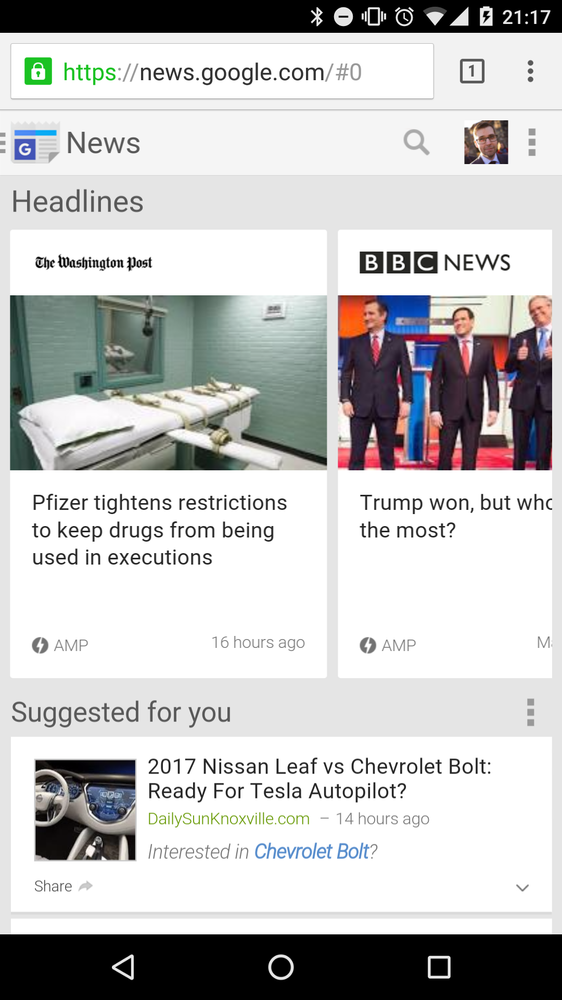 21:17
https://news.google.com/#0
1
G News
Headlines
The Washington Post
Pfizer tightens restrictions
to keep drugs from being
used in executions
AMP 16 hours ago
BBC NEWS
Trump won, but who
the most?
AMP
Suggested for you
2017 Nissan Leaf vs Chevrolet Bolt:
Ready For Tesla Autopilot?
DailySunKnoxville.com – 14 hours ago
Interested in Chevrolet Bolt?
Share